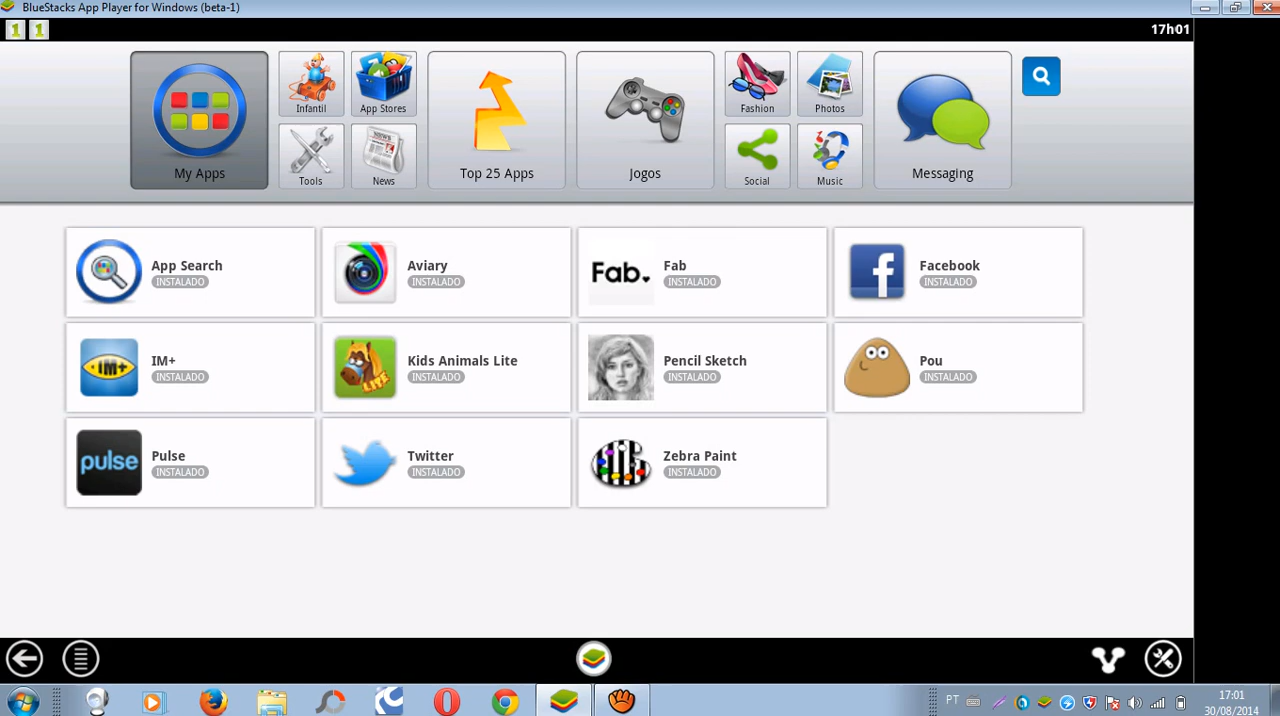 BlueStacks App Player for Windows (beta-1)
1 1
17h01
My Apps
Infantil
App Stores
Tools
News
Top 25 Apps
Jogos
Fashion
Photos
Social
Music
Messaging
App Search
INSTALADO
Aviary
INSTALADO
Fab.
Fab
INSTALADO
f
Facebook
INSTALADO
IM+
IM+
INSTALADO
LITE
Kids Animals Lite
INSTALADO
Pencil Sketch
INSTALADO
Pou
INSTALADO
pulse
Pulse
INSTALADO
Twitter
INSTALADO
Zebra Paint
INSTALADO
PT
17:01
30/08/2014